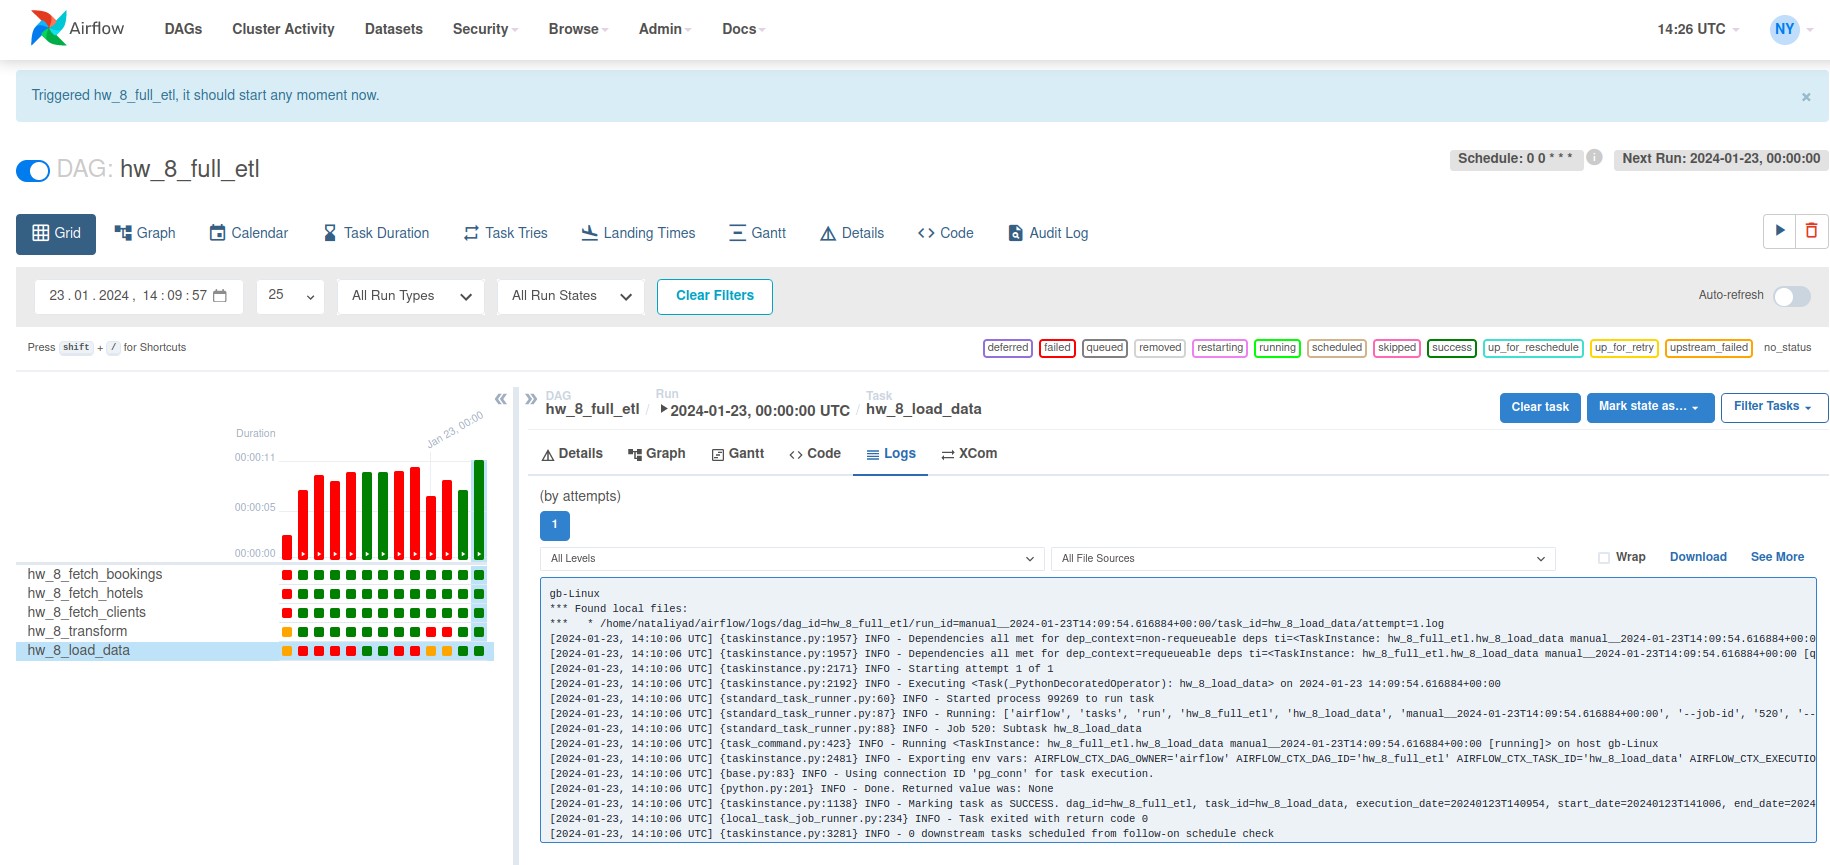 Airflow DAGs Cluster Activity Datasets Security Browse Admin Docs 14:26 UTC NY
Triggered hw_8_full_etl, it should start any moment now. ×
DAG: hw_8_full_etl Schedule: 0 0 * * * i Next Run: 2024-01-23, 00:00:00
Grid Graph Calendar Task Duration Task Tries Landing Times Gantt Details Code Audit Log
23.01.2024, 14:09:57 25 All Run Types All Run States Clear Filters Auto-refresh
Press shift + / for Shortcuts deferred failed queued removed restarting running scheduled skipped success up_for_reschedule up_for_retry upstream_failed no_status
Duration
Jan 23, 00:00
00:00:11
00:00:05
00:00:00
hw_8_fetch_bookings
hw_8_fetch_hotels
hw_8_fetch_clients
hw_8_transform
hw_8_load_data
DAG Run Task
hw_8_full_etl / 2024-01-23, 00:00:00 UTC / hw_8_load_data Clear task Mark state as... Filter Tasks
Details Graph Gantt Code Logs XCom
(by attempts)
1
All Levels All File Sources Wrap Download See More
gb-Linux
*** Found local files:
***   * /home/nataliyad/airflow/logs/dag_id=hw_8_full_etl/run_id=manual__2024-01-23T14:09:54.616884+00:00/task_id=hw_8_load_data/attempt=1.log
[2024-01-23, 14:10:06 UTC] {taskinstance.py:1957} INFO - Dependencies all met for dep_context=non-requeueable deps ti=<TaskInstance: hw_8_full_etl.hw_8_load_data manual__2024-01-23T14:09:54.616884+00:0
[2024-01-23, 14:10:06 UTC] {taskinstance.py:1957} INFO - Dependencies all met for dep_context=requeueable deps ti=<TaskInstance: hw_8_full_etl.hw_8_load_data manual__2024-01-23T14:09:54.616884+00:00 [q
[2024-01-23, 14:10:06 UTC] {taskinstance.py:2171} INFO - Starting attempt 1 of 1
[2024-01-23, 14:10:06 UTC] {taskinstance.py:2192} INFO - Executing <Task(_PythonDecoratedOperator): hw_8_load_data> on 2024-01-23 14:09:54.616884+00:00
[2024-01-23, 14:10:06 UTC] {standard_task_runner.py:60} INFO - Started process 99269 to run task
[2024-01-23, 14:10:06 UTC] {standard_task_runner.py:87} INFO - Running: ['airflow', 'tasks', 'run', 'hw_8_full_etl', 'hw_8_load_data', 'manual__2024-01-23T14:09:54.616884+00:00', '--job-id', '520', '--
[2024-01-23, 14:10:06 UTC] {standard_task_runner.py:88} INFO - Job 520: Subtask hw_8_load_data
[2024-01-23, 14:10:06 UTC] {task_command.py:423} INFO - Running <TaskInstance: hw_8_full_etl.hw_8_load_data manual__2024-01-23T14:09:54.616884+00:00 [running]> on host gb-Linux
[2024-01-23, 14:10:06 UTC] {taskinstance.py:2481} INFO - Exporting env vars: AIRFLOW_CTX_DAG_OWNER='airflow' AIRFLOW_CTX_DAG_ID='hw_8_full_etl' AIRFLOW_CTX_TASK_ID='hw_8_load_data' AIRFLOW_CTX_EXECUTIO
[2024-01-23, 14:10:06 UTC] {base.py:83} INFO - Using connection ID 'pg_conn' for task execution.
[2024-01-23, 14:10:06 UTC] {python.py:201} INFO - Done. Returned value was: None
[2024-01-23, 14:10:06 UTC] {taskinstance.py:1138} INFO - Marking task as SUCCESS. dag_id=hw_8_full_etl, task_id=hw_8_load_data, execution_date=20240123T140954, start_date=20240123T141006, end_date=2024
[2024-01-23, 14:10:06 UTC] {local_task_job_runner.py:234} INFO - Task exited with return code 0
[2024-01-23, 14:10:06 UTC] {taskinstance.py:3281} INFO - 0 downstream tasks scheduled from follow-on schedule check